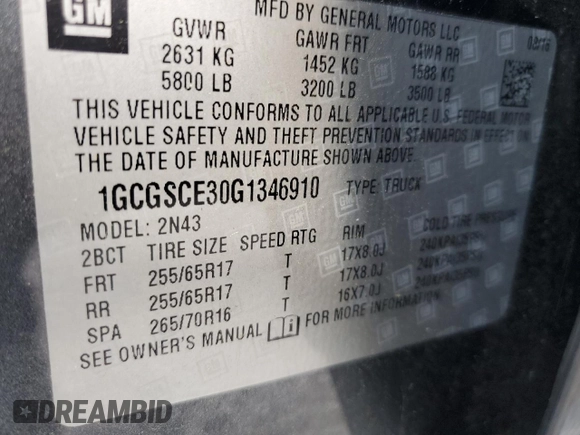 GM
MFD BY GENERAL MOTORS LLC
GVWR GAWR FRT GAWR RR
2631 KG 1452 KG 1588 KG
5800 LB 3200 LB 3500 LB
THIS VEHICLE CONFORMS TO ALL APPLICABLE U.S. FEDERAL MOTOR
VEHICLE SAFETY AND THEFT PREVENTION STANDARDS IN EFFECT ON
THE DATE OF MANUFACTURE SHOWN ABOVE.
1GCGSCE30G1346910 TYPE: TRUCK
MODEL: 2N43
2BCT TIRE SIZE SPEED RTG RIM COLD TIRE PRESSURE
FRT 255/65R17 T 17X8.0J
RR 255/65R17 T 17X8.0J
SPA 265/70R16 T 16X7.0J
SEE OWNER'S MANUAL FOR MORE INFORMATION
DREAMBID